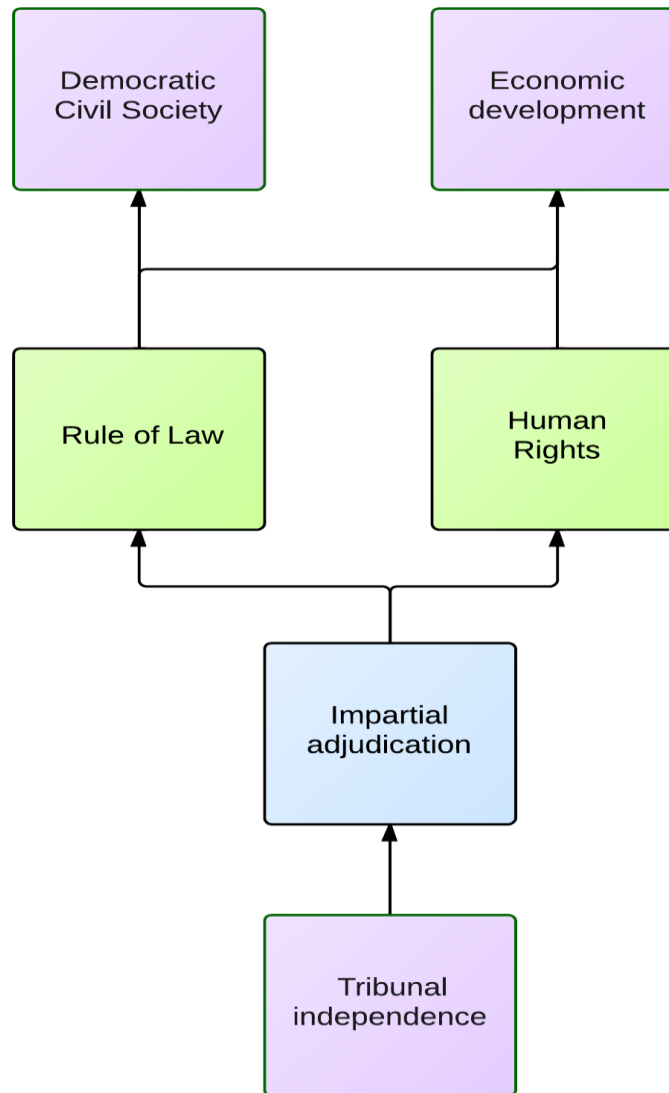 Democratic
Civil Society
Economic
development
Rule of Law
Human
Rights
Impartial
adjudication
Tribunal
independence